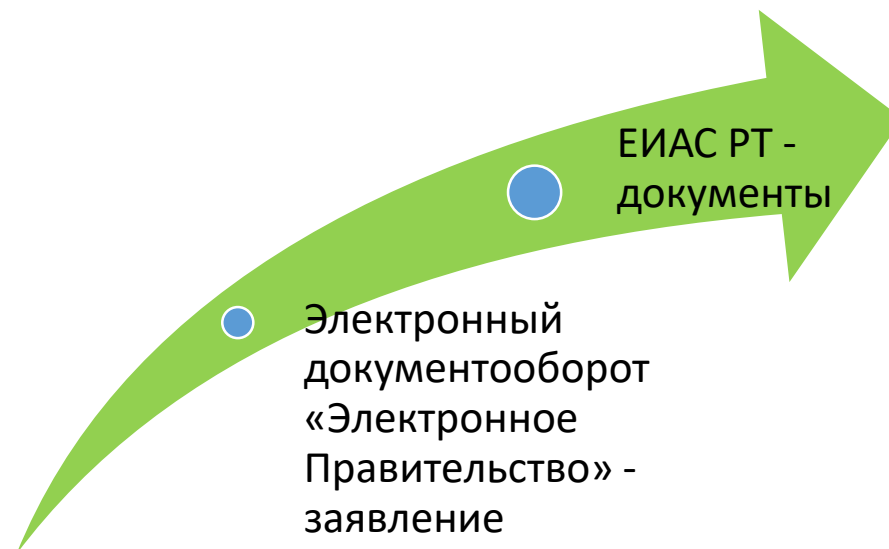 ЕИАС РТ -
документы
Электронный
документооборот
«Электронное
Правительство» -
заявление